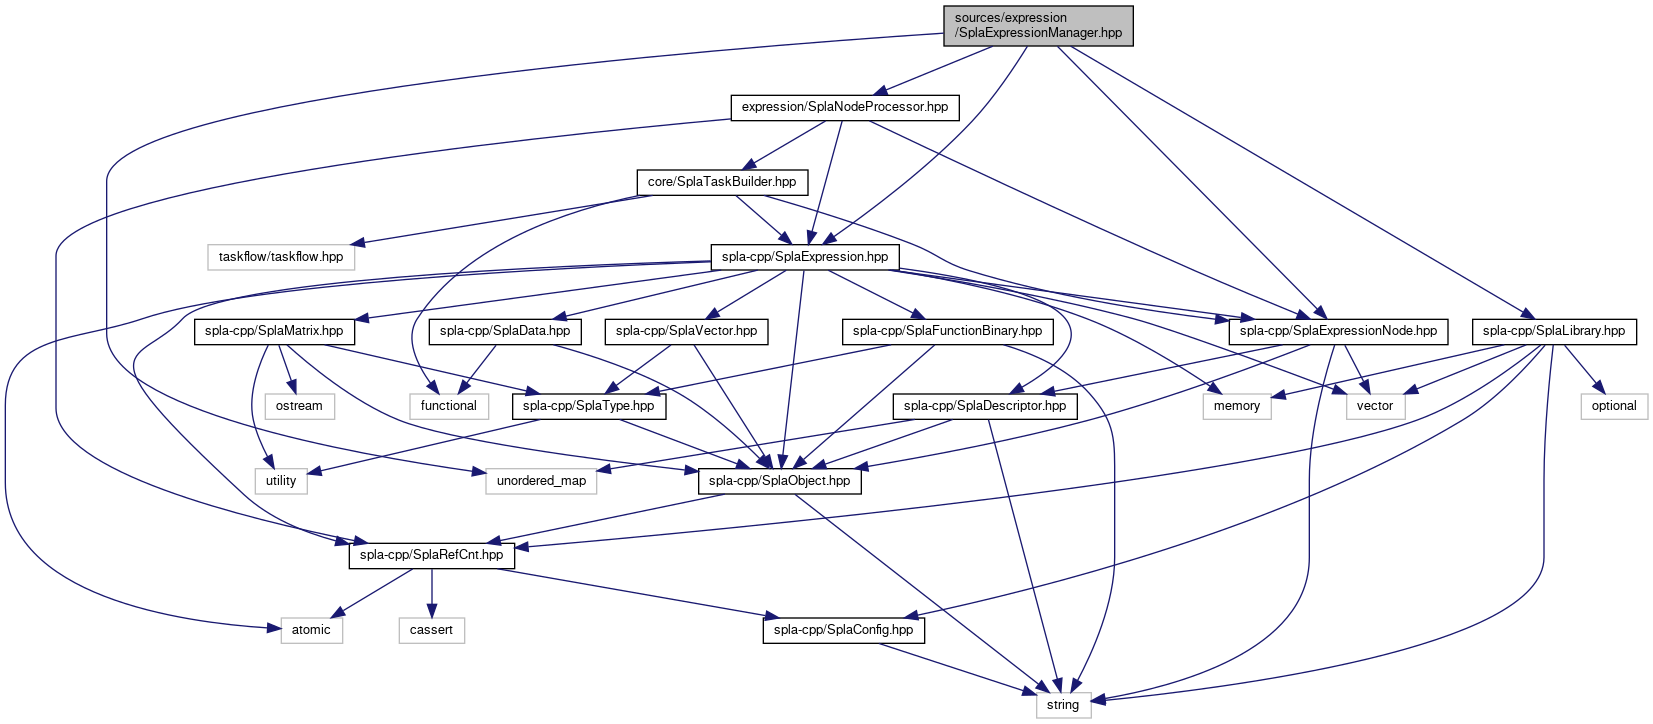 sources/expression
/SplaExpressionManager.hpp
expression/SplaNodeProcessor.hpp
core/SplaTaskBuilder.hpp
taskflow/taskflow.hpp
spla-cpp/SplaExpression.hpp
spla-cpp/SplaMatrix.hpp
spla-cpp/SplaData.hpp
spla-cpp/SplaVector.hpp
spla-cpp/SplaFunctionBinary.hpp
spla-cpp/SplaExpressionNode.hpp
spla-cpp/SplaLibrary.hpp
ostream
functional
spla-cpp/SplaType.hpp
spla-cpp/SplaDescriptor.hpp
memory
vector
optional
utility
unordered_map
spla-cpp/SplaObject.hpp
spla-cpp/SplaRefCnt.hpp
atomic
cassert
spla-cpp/SplaConfig.hpp
string